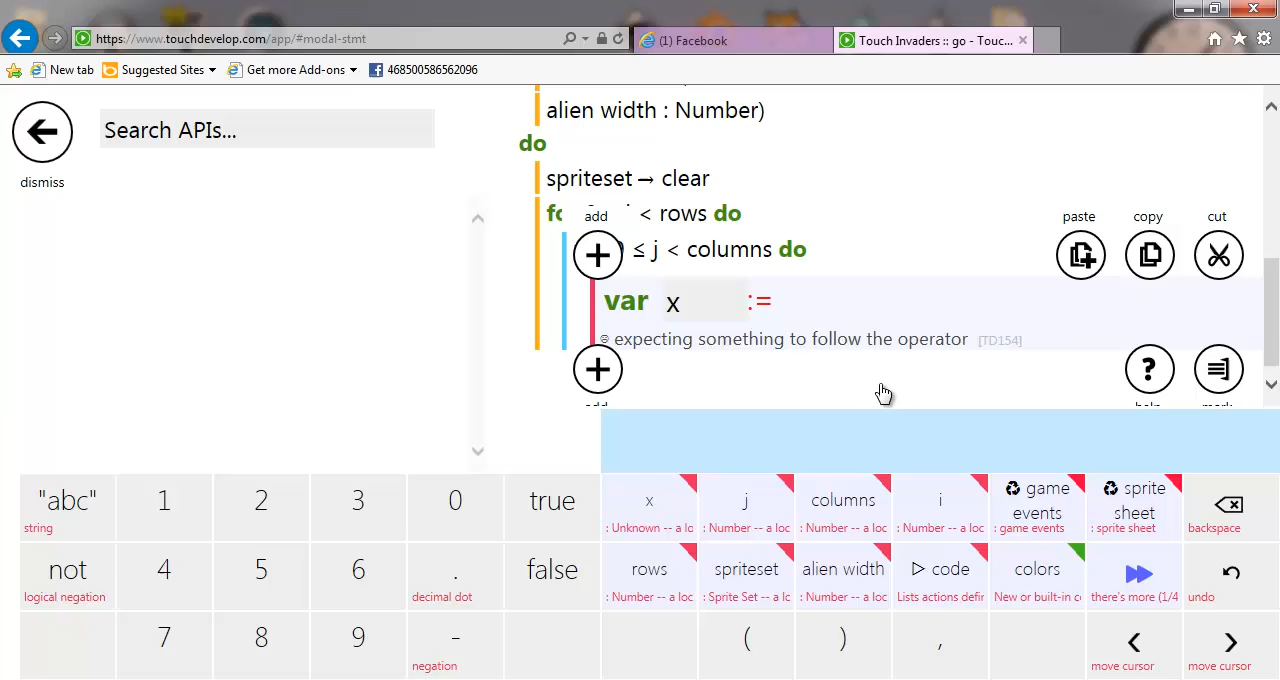 https://www.touchdevelop.com/app/#modal-stmt
(1) Facebook
Touch Invaders :: go - Touc...
New tab
Suggested Sites
Get more Add-ons
468500586562096
Search APIs...
dismiss
alien width : Number)
do
spriteset → clear
< rows do
≤ j < columns do
var x :=
expecting something to follow the operator [TD154]
add
paste
copy
cut
"abc"
string
1
2
3
0
true
x
: Unknown -- a loc
j
: Number -- a loc
columns
: Number -- a loc
i
: Number -- a loc
♻ game events
: game events
♻ sprite sheet
: sprite sheet
backspace
not
logical negation
4
5
6
.
decimal dot
false
rows
: Number -- a loc
spriteset
: Sprite Set -- a loc
alien width
: Number -- a loc
▷ code
Lists actions defin
colors
New or built-in co
there's more (1/4
undo
7
8
9
-
negation
(
)
,
move cursor
move cursor